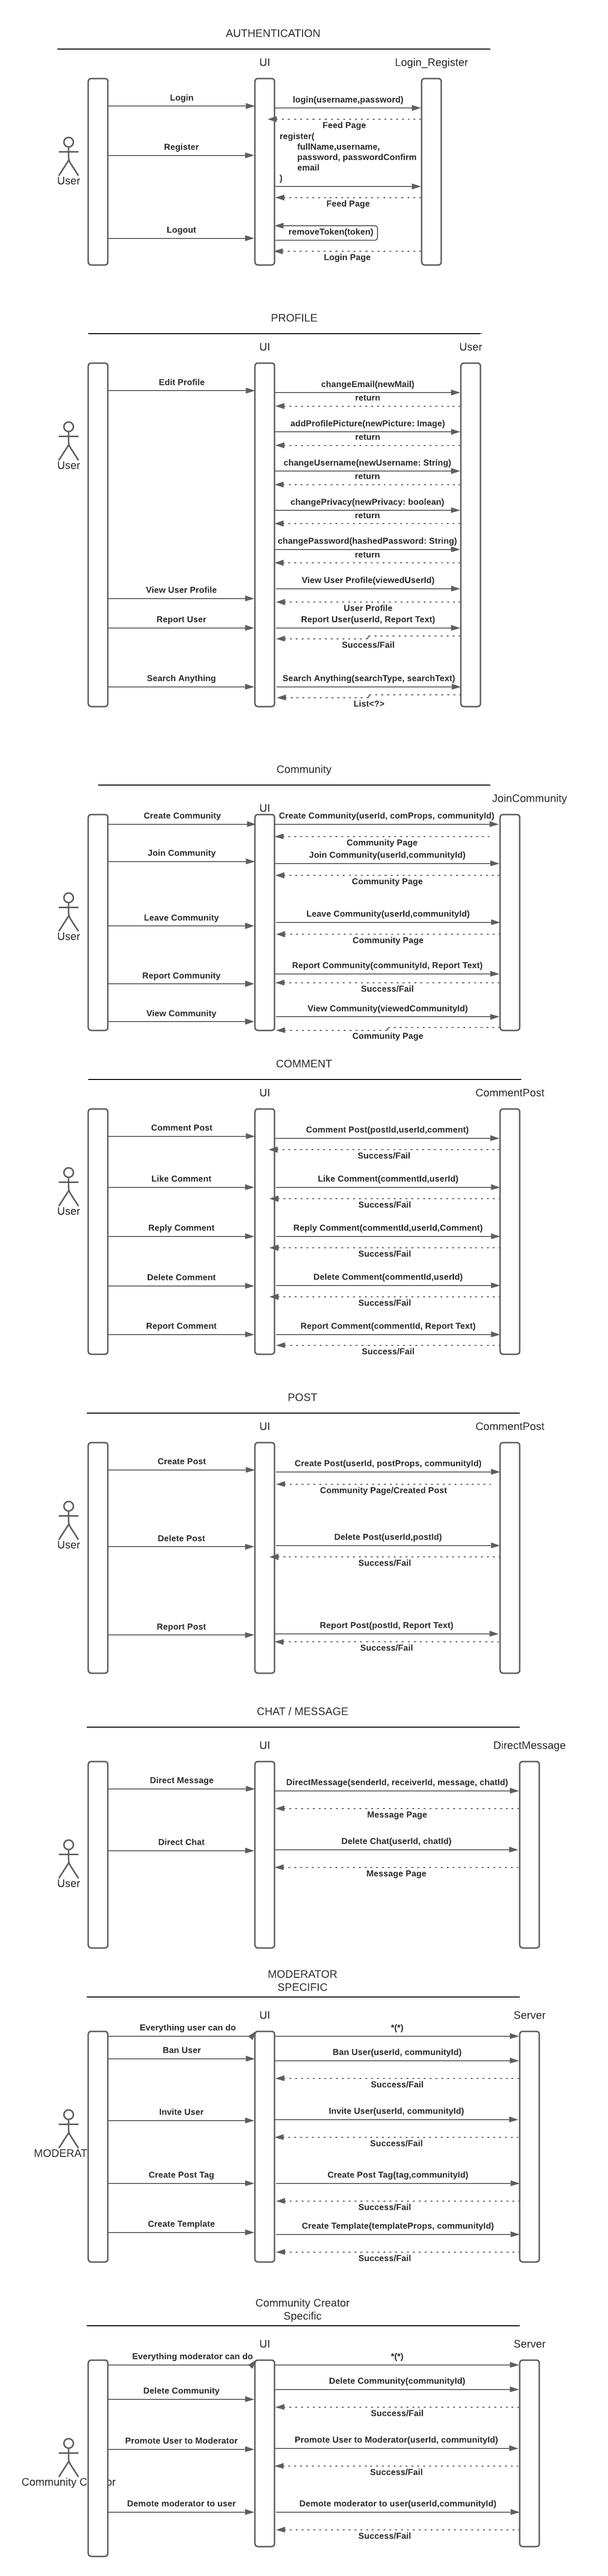 AUTHENTICATION
UI
Login_Register
Login
login(username,password)
Feed Page
register(
fullName,username,
password, passwordConfirm
email
)
Register
User
Feed Page
Logout
removeToken(token)
Login Page
PROFILE
UI
User
Edit Profile
changeEmail(newMail)
return
addProfilePicture(newPicture: Image)
return
User
changeUsername(newUsername: String)
return
changePrivacy(newPrivacy: boolean)
return
changePassword(hashedPassword: String)
return
View User Profile
View User Profile(viewedUserId)
User Profile
Report User
Report User(userId, Report Text)
Success/Fail
Search Anything
Search Anything(searchType, searchText)
List<?>
Community
UI
JoinCommunity
Create Community
Create Community(userId, comProps, communityId)
Community Page
Join Community
Join Community(userId,communityId)
Community Page
Leave Community
Leave Community(userId,communityId)
User
Community Page
Report Community
Report Community(communityId, Report Text)
Success/Fail
View Community
View Community(viewedCommunityId)
Community Page
COMMENT
UI
CommentPost
Comment Post
Comment Post(postId,userId,comment)
Success/Fail
Like Comment
Like Comment(commentId,userId)
Success/Fail
User
Reply Comment
Reply Comment(commentId,userId,Comment)
Success/Fail
Delete Comment
Delete Comment(commentId,userId)
Success/Fail
Report Comment
Report Comment(commentId, Report Text)
Success/Fail
POST
UI
CommentPost
Create Post
Create Post(userId, postProps, communityId)
Community Page/Created Post
Delete Post
Delete Post(userId,postId)
User
Success/Fail
Report Post
Report Post(postId, Report Text)
Success/Fail
CHAT / MESSAGE
UI
DirectMessage
Direct Message
DirectMessage(senderId, receiverId, message, chatId)
Message Page
Direct Chat
Delete Chat(userId, chatId)
Message Page
User
MODERATOR
SPECIFIC
UI
Server
Everything user can do
*(*)
Ban User
Ban User(userId, communityId)
Success/Fail
Invite User
Invite User(userId, communityId)
Success/Fail
MODERAT
Create Post Tag
Create Post Tag(tag,communityId)
Success/Fail
Create Template
Create Template(templateProps, communityId)
Success/Fail
Community Creator
Specific
UI
Server
Everything moderator can do
*(*)
Delete Community
Delete Community(communityId)
Success/Fail
Promote User to Moderator
Promote User to Moderator(userId, communityId)
Success/Fail
Community C
or
Demote moderator to user
Demote moderator to user(userId,communityId)
Success/Fail